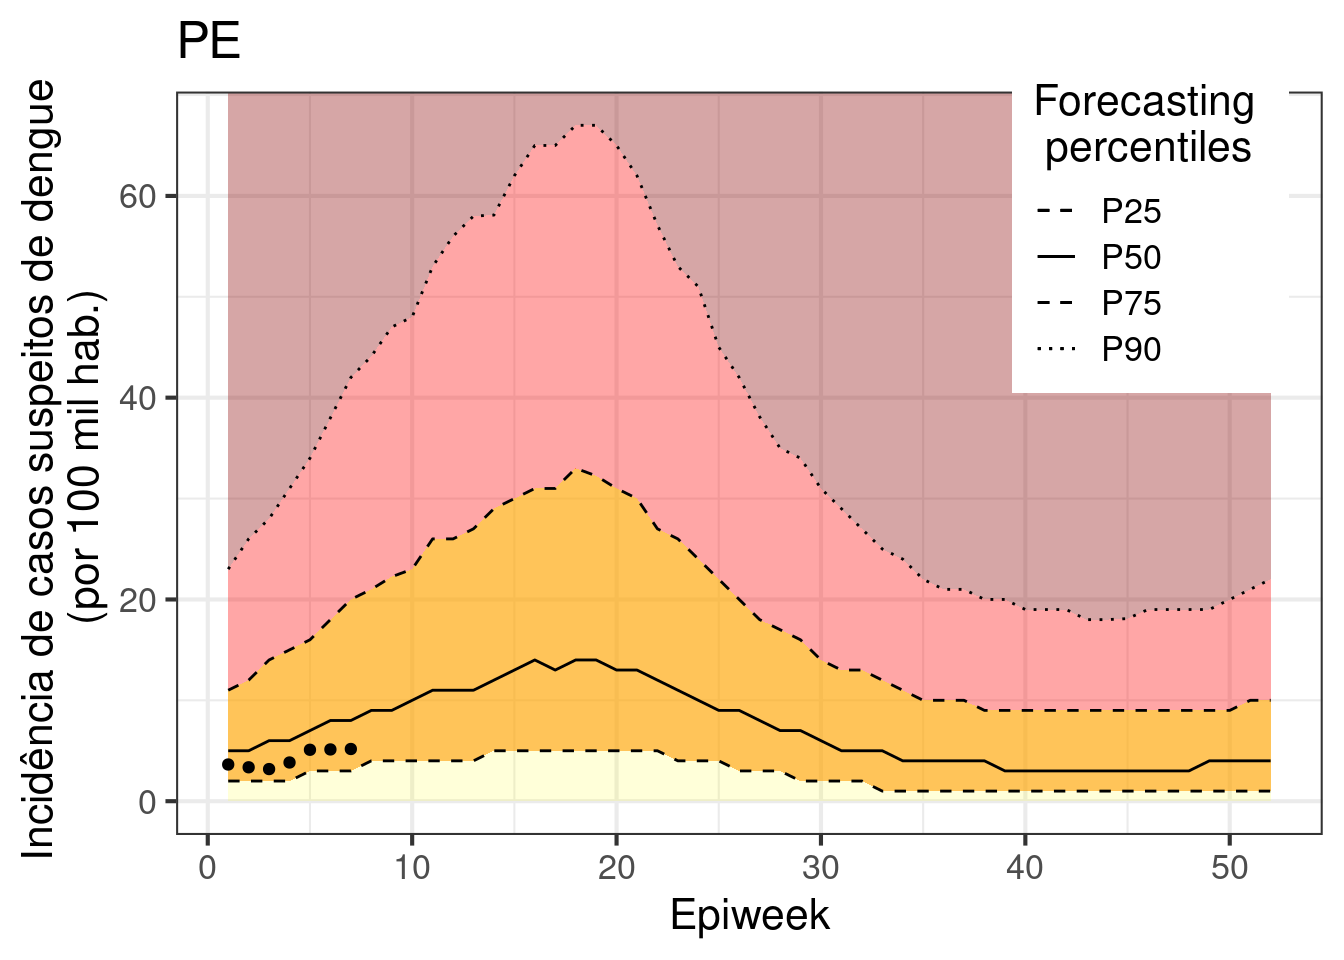 PE
Incidência de casos suspeitos de dengue
(por 100 mil hab.)
60
40
20
0
Forecasting
percentiles
P25
P50
P75
P90
0 10 20 30 40 50
Epiweek